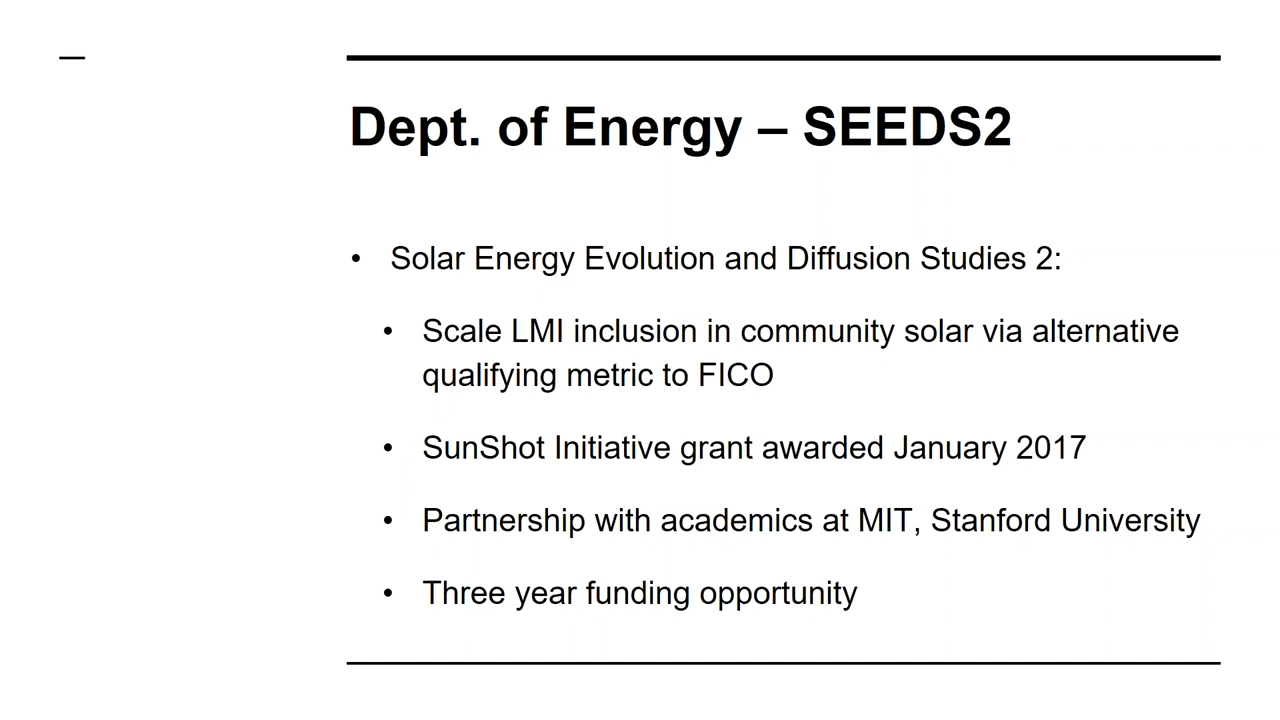 Dept. of Energy – SEEDS2
• Solar Energy Evolution and Diffusion Studies 2:
• Scale LMI inclusion in community solar via alternative
qualifying metric to FICO
• SunShot Initiative grant awarded January 2017
• Partnership with academics at MIT, Stanford University
• Three year funding opportunity